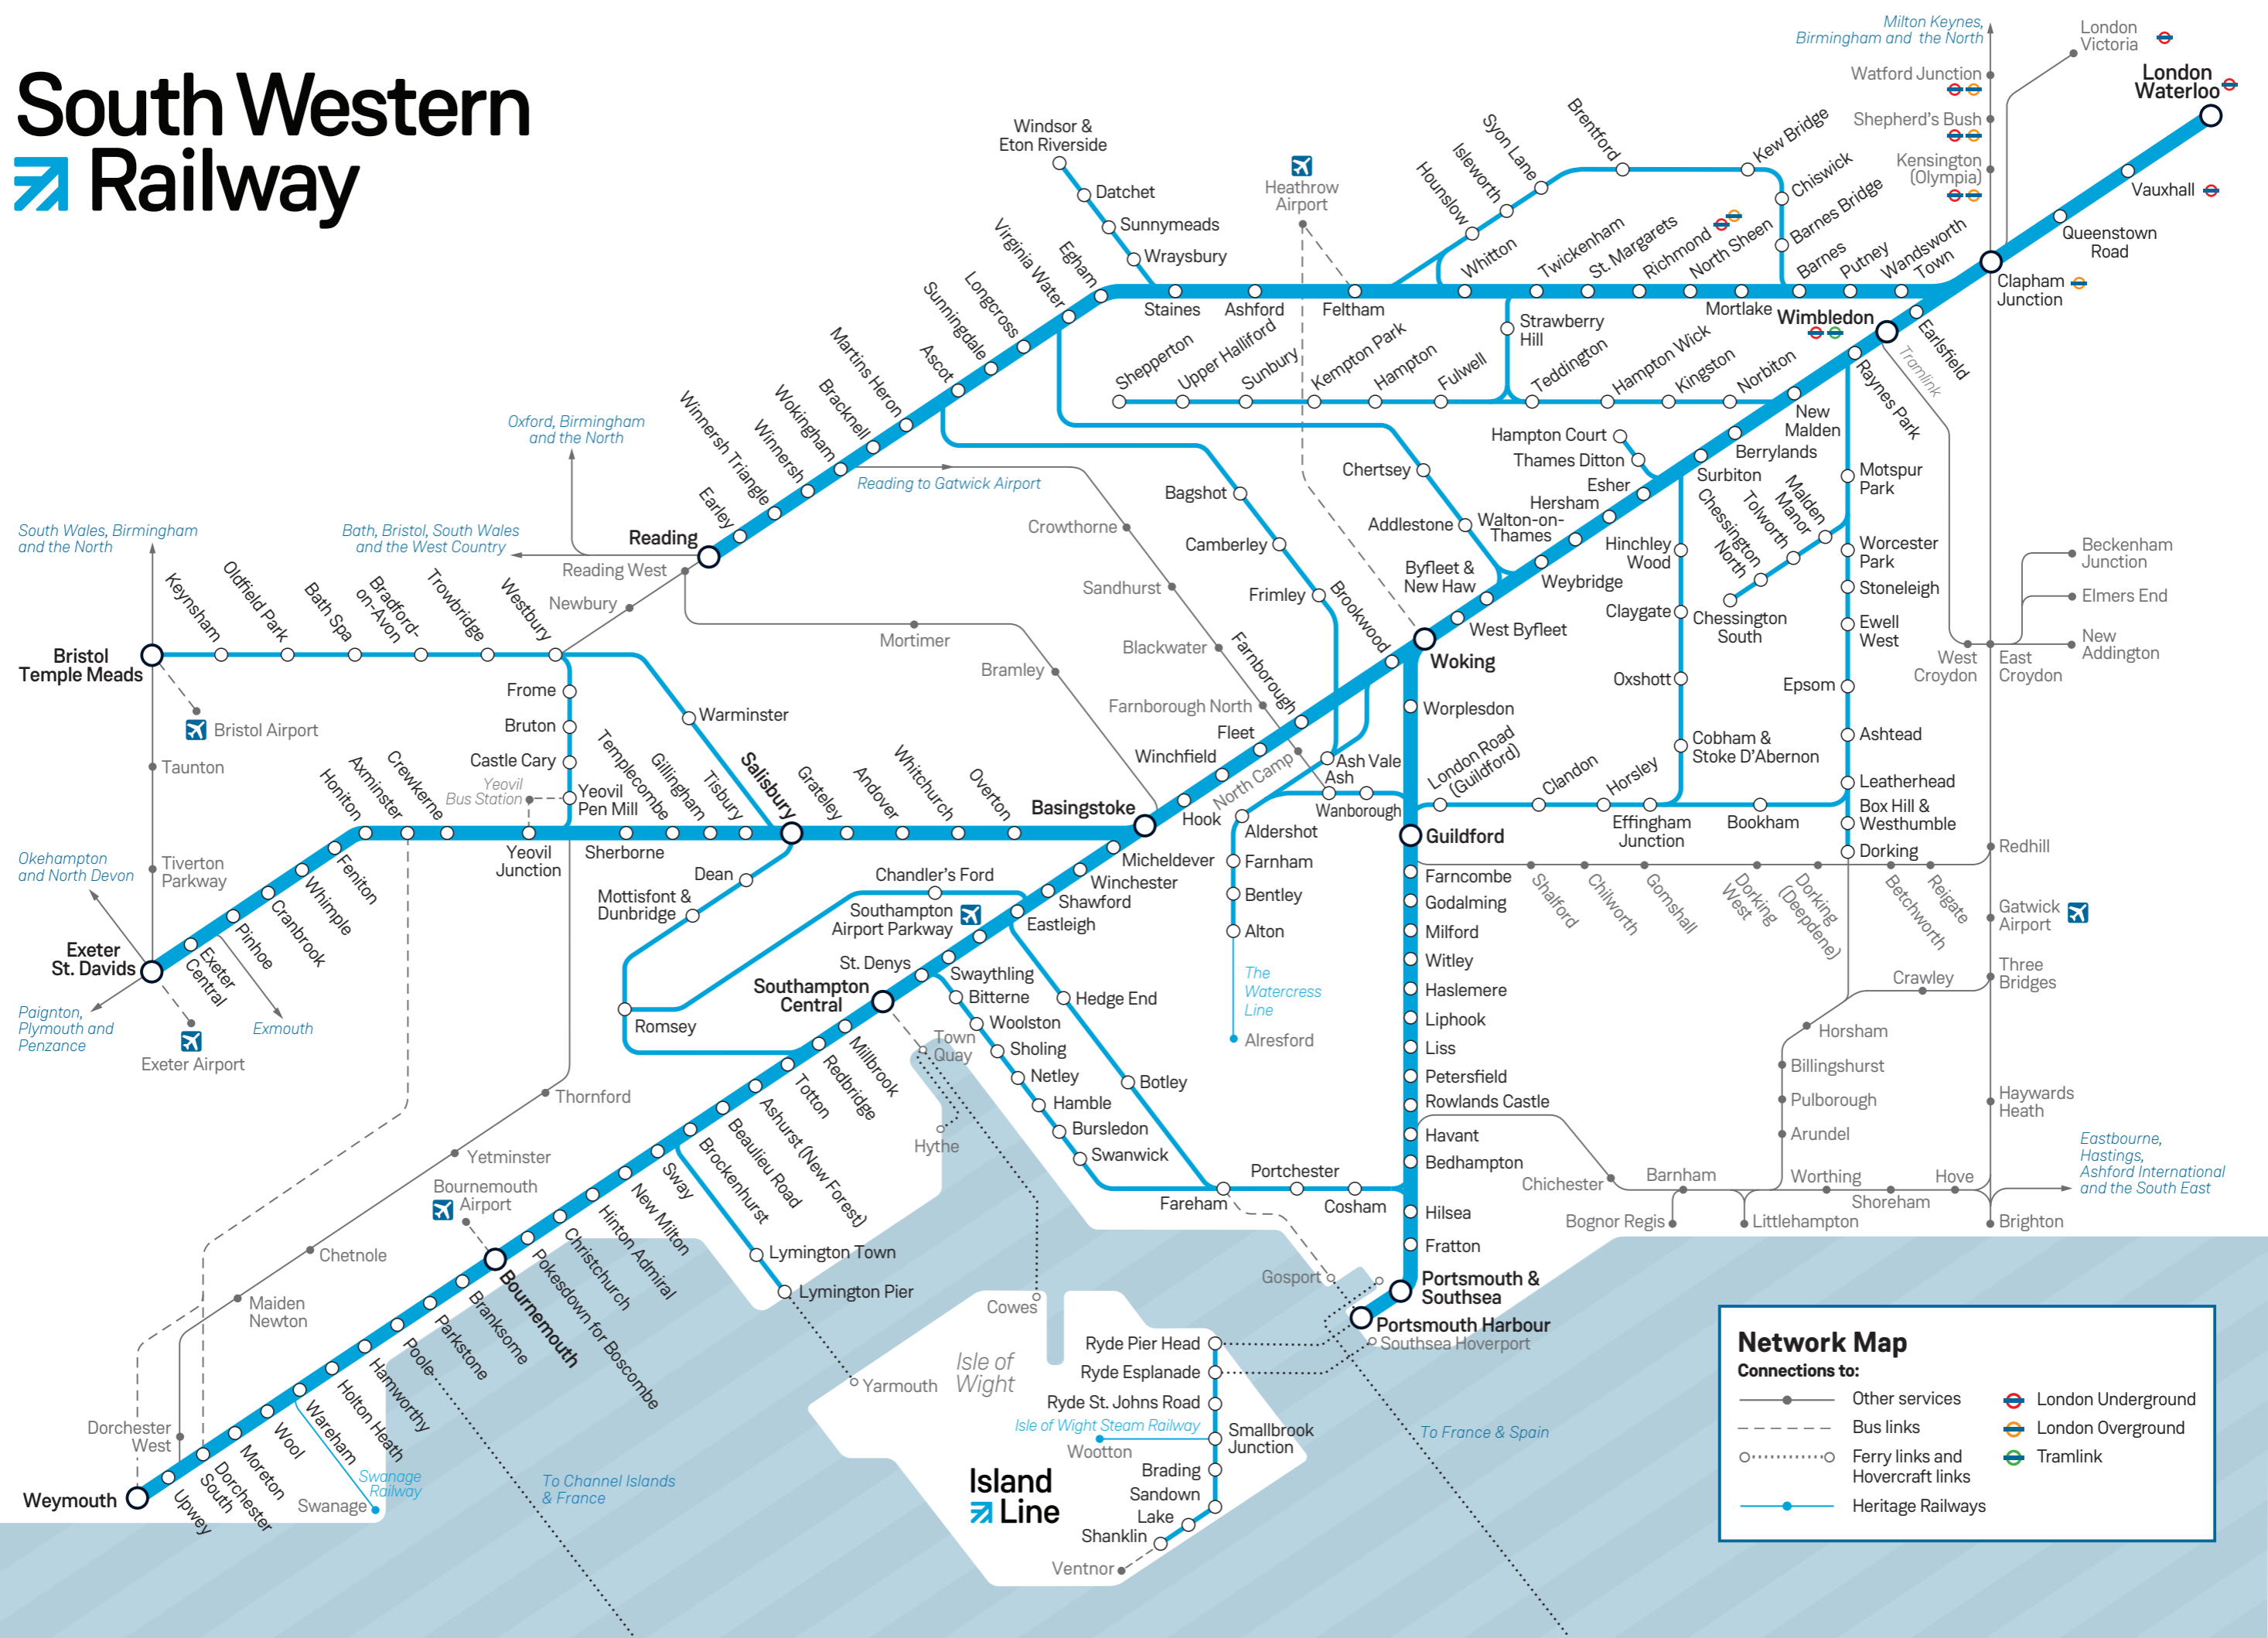 South Western
Railway
Milton Keynes,
Birmingham and the North
London
Victoria
Watford Junction
London
Waterloo
Shepherd's Bush
Kensington
(Olympia)
Vauxhall
Queenstown
Road
Clapham
Junction
Windsor &
Eton Riverside
Datchet
Sunnymeads
Wraysbury
Heathrow
Airport
Hounslow
Isleworth
Syon Lane
Brentford
Kew Bridge
Chiswick
Barnes Bridge
Whitton
Twickenham
St. Margarets
Richmond
North Sheen
Mortlake
Barnes
Putney
Wandsworth
Town
Staines
Ashford
Feltham
Wimbledon
Earlsfield
Tramlink
Raynes Park
Strawberry
Hill
Shepperton
Upper Halliford
Sunbury
Kempton Park
Hampton
Fulwell
Teddington
Hampton Wick
Kingston
Norbiton
New
Malden
Berrylands
Surbiton
Hampton Court
Thames Ditton
Esher
Hersham
Walton-on-
Thames
Weybridge
Byfleet &
New Haw
West Byfleet
Woking
Chertsey
Addlestone
Egham
Virginia Water
Longcross
Sunningdale
Ascot
Martins Heron
Bracknell
Wokingham
Winnersh
Winnersh Triangle
Earley
Reading
Oxford, Birmingham
and the North
Bath, Bristol, South Wales
and the West Country
Reading to Gatwick Airport
Reading West
Newbury
Mortimer
Bramley
Crowthorne
Sandhurst
Blackwater
Farnborough North
North Camp
Bagshot
Camberley
Frimley
Brookwood
Farnborough
Fleet
Winchfield
Hook
Basingstoke
Ash Vale
Ash
Wanborough
Aldershot
Farnham
Bentley
Alton
The
Watercress
Line
Alresford
Motspur
Park
Malden
Manor
Tolworth
Chessington
North
Chessington
South
Worcester
Park
Stoneleigh
Ewell
West
Epsom
Ashtead
Leatherhead
Box Hill &
Westhumble
Dorking
Hinchley
Wood
Claygate
Oxshott
Cobham &
Stoke D'Abernon
London Road
(Guildford)
Clandon
Horsley
Effingham
Junction
Bookham
Beckenham
Junction
Elmers End
New
Addington
West
Croydon
East
Croydon
Redhill
Gatwick
Airport
Three
Bridges
Crawley
Haywards
Heath
Shalford
Chilworth
Gomshall
Dorking
West
Dorking
(Deepdene)
Betchworth
Reigate
Horsham
Billingshurst
Pulborough
Arundel
Chichester
Barnham
Bognor Regis
Littlehampton
Worthing
Shoreham
Hove
Brighton
Eastbourne,
Hastings,
Ashford International
and the South East
Worplesdon
Guildford
Farncombe
Godalming
Milford
Witley
Haslemere
Liphook
Liss
Petersfield
Rowlands Castle
Havant
Bedhampton
Hilsea
Fratton
Portsmouth &
Southsea
Portsmouth Harbour
Southsea Hoverport
South Wales, Birmingham
and the North
Bristol
Temple Meads
Keynsham
Oldfield Park
Bath Spa
Bradford-
on-Avon
Trowbridge
Westbury
Bristol Airport
Taunton
Tiverton
Parkway
Frome
Bruton
Castle Cary
Yeovil
Bus Station
Yeovil
Pen Mill
Warminster
Salisbury
Honiton
Axminster
Crewkerne
Yeovil
Junction
Sherborne
Templecombe
Gillingham
Tisbury
Grateley
Andover
Whitchurch
Overton
Okehampton
and North Devon
Exeter
St. Davids
Exeter
Central
Pinhoe
Cranbrook
Whimple
Feniton
Paignton,
Plymouth and
Penzance
Exmouth
Exeter Airport
Dean
Mottisfont &
Dunbridge
Romsey
Chandler's Ford
Micheldever
Winchester
Shawford
Eastleigh
Southampton
Airport Parkway
Swaythling
St. Denys
Southampton
Central
Bitterne
Woolston
Sholing
Netley
Hamble
Bursledon
Swanwick
Hedge End
Botley
Fareham
Portchester
Cosham
Town
Quay
Hythe
Millbrook
Redbridge
Totton
Ashurst (New Forest)
Beaulieu Road
Brockenhurst
Sway
New Milton
Hinton Admiral
Christchurch
Pokesdown for Boscombe
Bournemouth
Bournemouth
Airport
Branksome
Parkstone
Poole
Hamworthy
Holton Heath
Wareham
Wool
Moreton
Dorchester
South
Upwey
Weymouth
Dorchester
West
Maiden
Newton
Chetnole
Yetminster
Thornford
Swanage
Railway
Swanage
Lymington Town
Lymington Pier
Yarmouth
Cowes
Gosport
Isle of
Wight
Ryde Pier Head
Ryde Esplanade
Ryde St. Johns Road
Isle of Wight Steam Railway
Wootton
Smallbrook
Junction
Brading
Sandown
Lake
Shanklin
Ventnor
Island
Line
To Channel Islands
& France
To France & Spain
Network Map
Connections to:
Other services
Bus links
Ferry links and
Hovercraft links
Heritage Railways
London Underground
London Overground
Tramlink